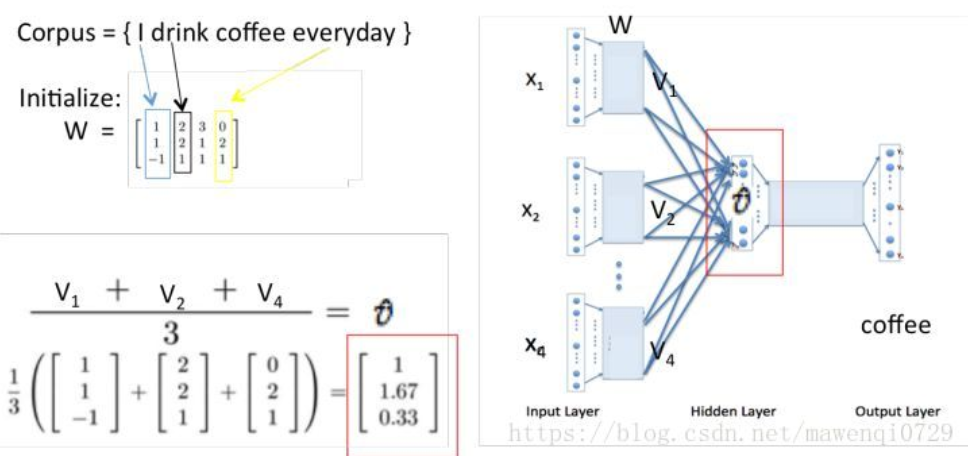 Corpus = { I drink coffee everyday }
Initialize:
W = [ 1 2 3 0
1 2 1 2
-1 1 1 1 ]
V1 + V2 + V4
3
= v̂
1/3 ( [ 1 1 -1 ] + [ 2 2 1 ] + [ 0 2 1 ] ) = [ 1 1.67 0.33 ]
W
x1
V1
x2
V2
v̂
x4
V4
coffee
Input Layer
Hidden Layer
Output Layer
https://blog.csdn.net/mawenqi0729